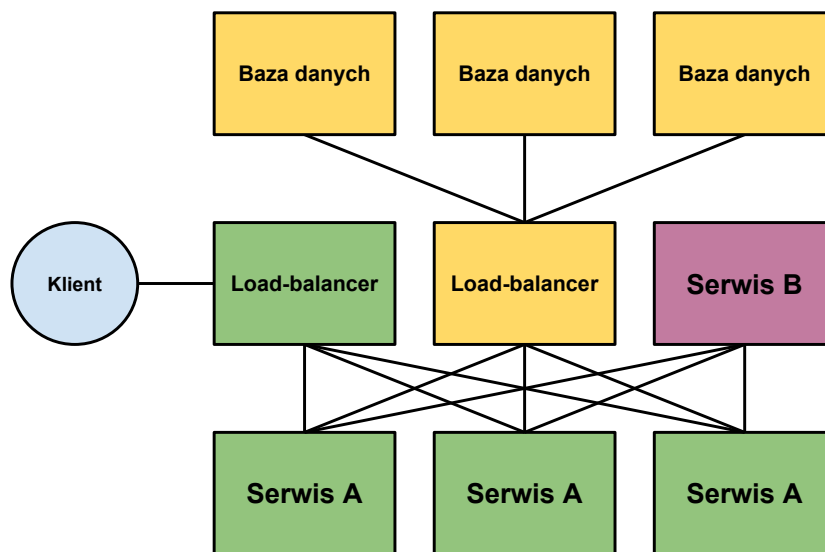 Baza danych
Baza danych
Baza danych
Klient
Load-balancer
Load-balancer
Serwis B
Serwis A
Serwis A
Serwis A